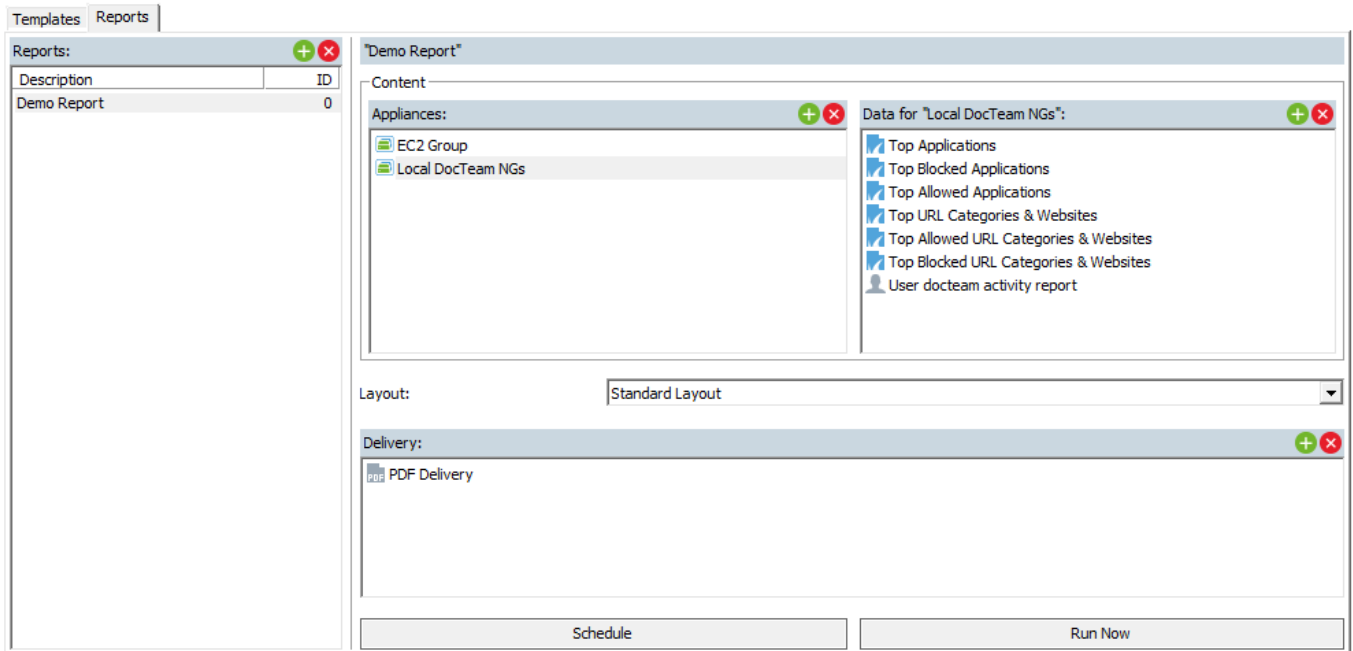 Templates Reports
Reports:
Description ID
Demo Report 0
"Demo Report"
Content
Appliances:
EC2 Group
Local DocTeam NGs
Data for "Local DocTeam NGs":
Top Applications
Top Blocked Applications
Top Allowed Applications
Top URL Categories & Websites
Top Allowed URL Categories & Websites
Top Blocked URL Categories & Websites
User docteam activity report
Layout: Standard Layout
Delivery:
PDF PDF Delivery
Schedule Run Now